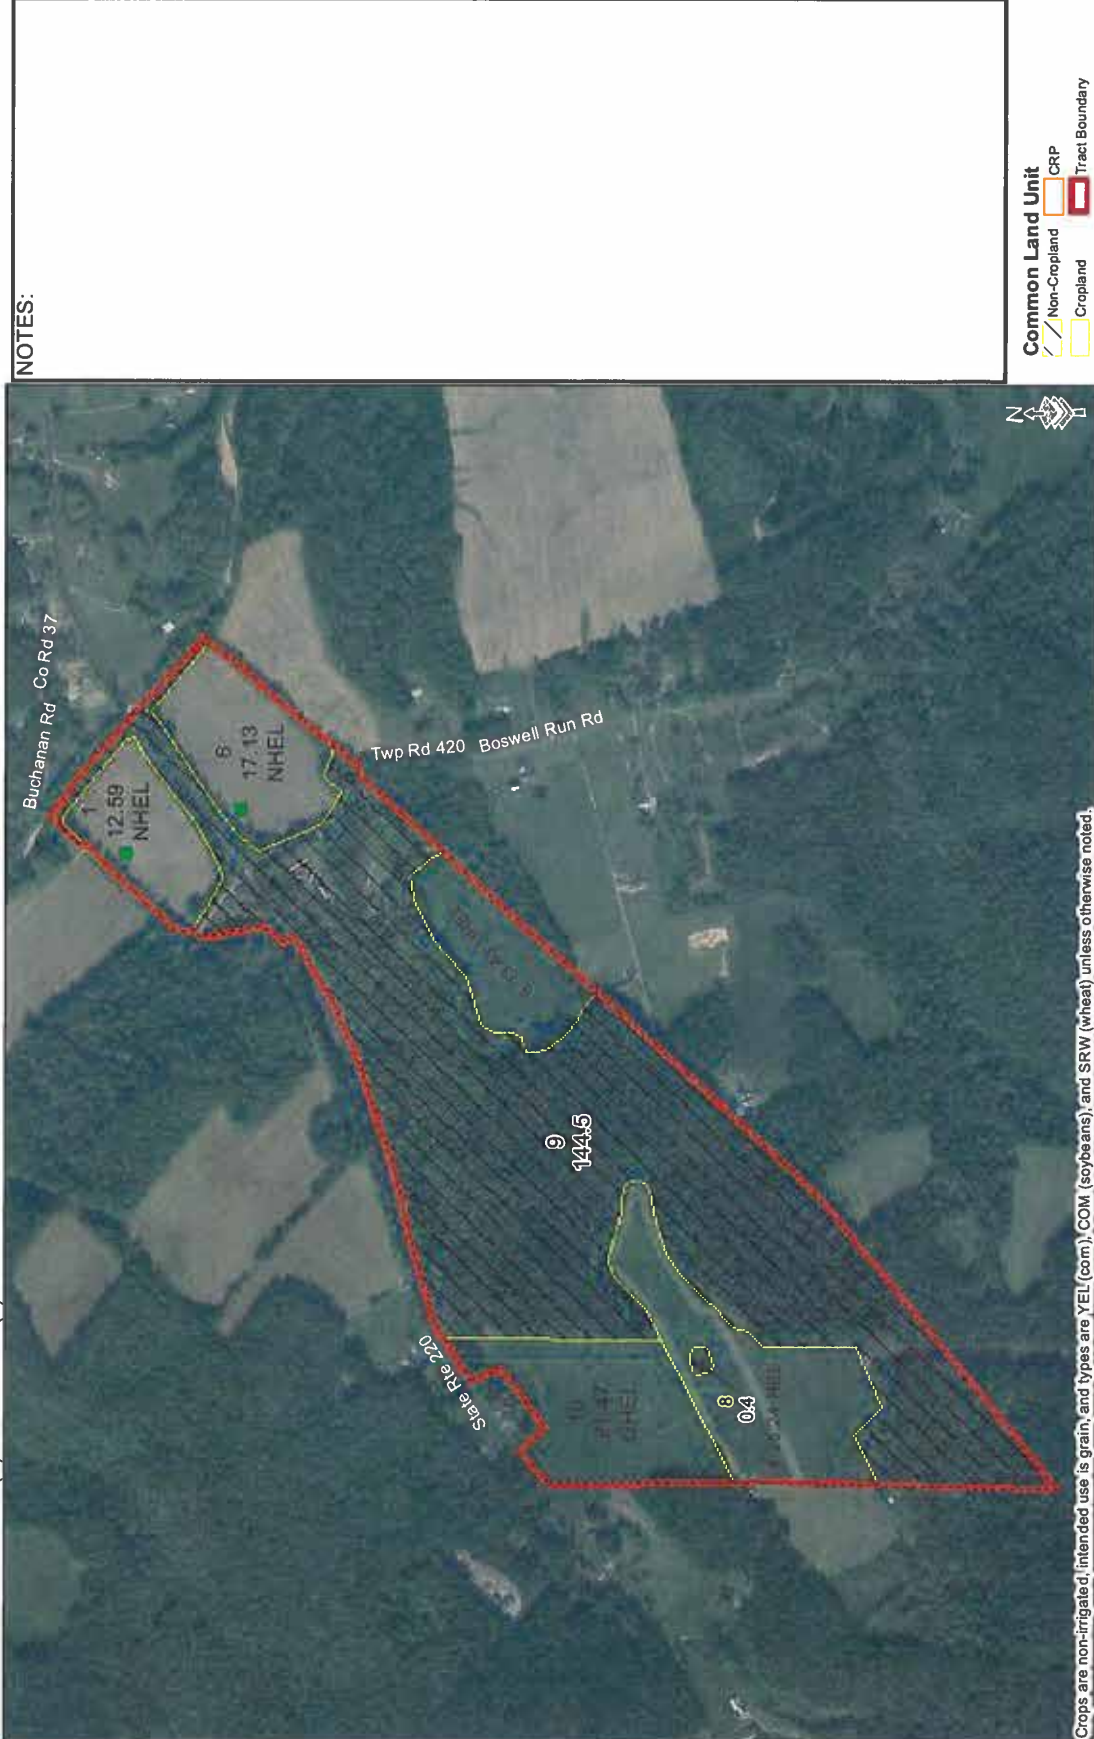 NOTES:
Buchanan Rd Co Rd 37
1
12.59
NHEL
17.13
NHEL
Twp Rd 420 Boswell Run Rd
9
144.5
State Rte 220
8
0.4
HEL
N
Common Land Unit
Non-Cropland
CRP
Cropland
Tract Boundary
Crops are non-irrigated, intended use is grain, and types are YEL (corn), COM (soybeans), and SRW (wheat) unless otherwise noted.